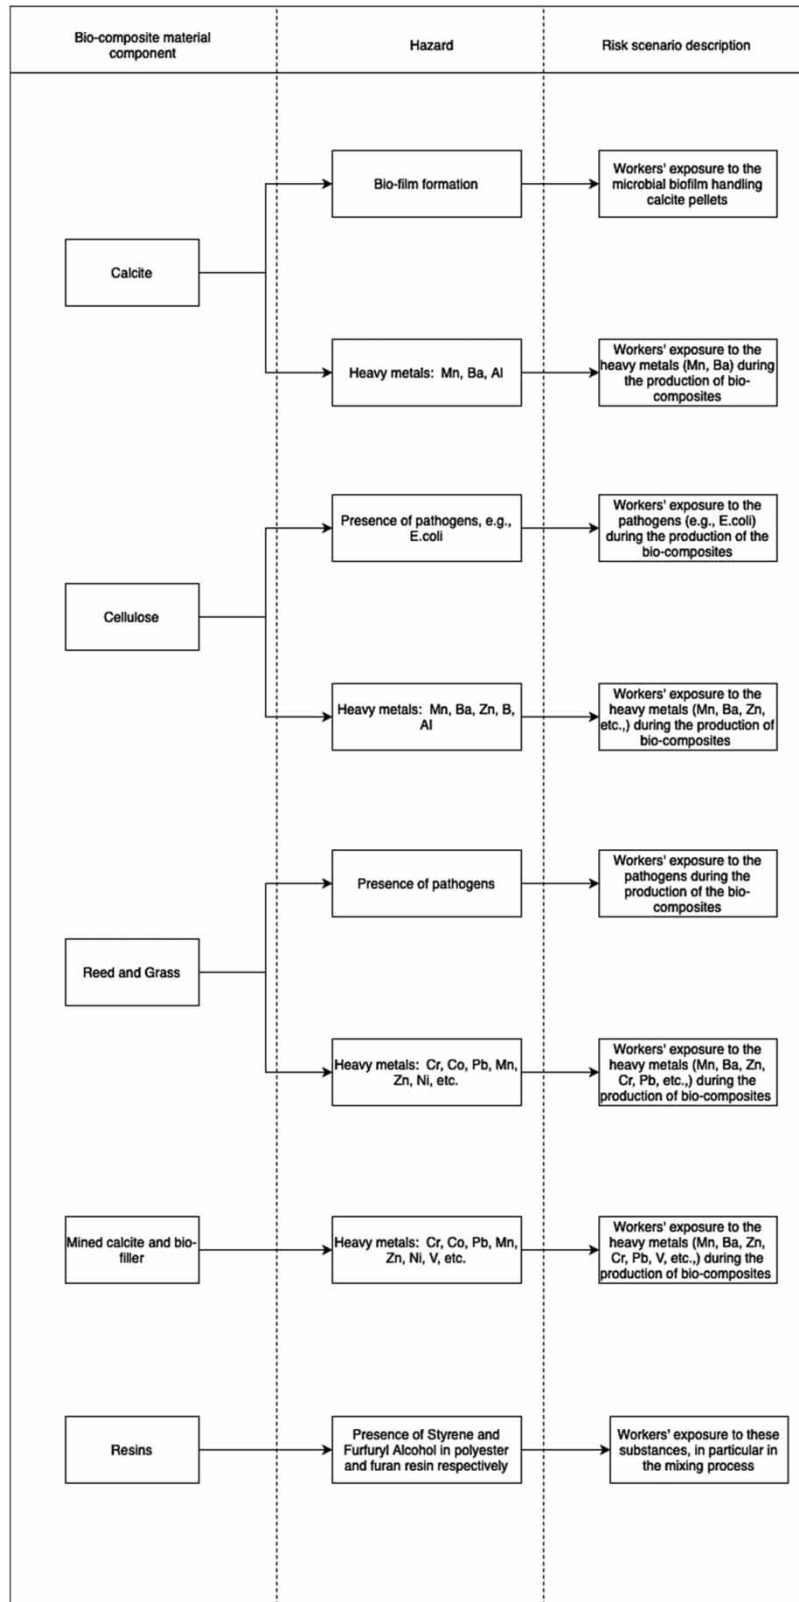 Bio-composite material
component
Hazard
Risk scenario description
Bio-film formation
Workers' exposure to the
microbial biofilm handling
calcite pellets
Calcite
Heavy metals: Mn, Ba, Al
Workers' exposure to the
heavy metals (Mn, Ba) during
the production of bio-
composites
Presence of pathogens, e.g.,
E.coli
Workers' exposure to the
pathogens (e.g., E.coli)
during the production of the
bio-composites
Cellulose
Heavy metals: Mn, Ba, Zn, B,
Al
Workers' exposure to the
heavy metals (Mn, Ba, Zn,
etc.,) during the production of
bio-composites
Presence of pathogens
Workers' exposure to the
pathogens during the
production of the bio-
composites
Reed and Grass
Heavy metals: Cr, Co, Pb, Mn,
Zn, Ni, etc.
Workers' exposure to the
heavy metals (Mn, Ba, Zn,
Cr, Pb, etc.,) during the
production of bio-composites
Mined calcite and bio-
filler
Heavy metals: Cr, Co, Pb, Mn,
Zn, Ni, V, etc.
Workers' exposure to the
heavy metals (Mn, Ba, Zn,
Cr, Pb, V, etc.,) during the
production of bio-composites
Resins
Presence of Styrene and
Furfuryl Alcohol in polyester
and furan resin respectively
Workers' exposure to these
substances, in particular in
the mixing process